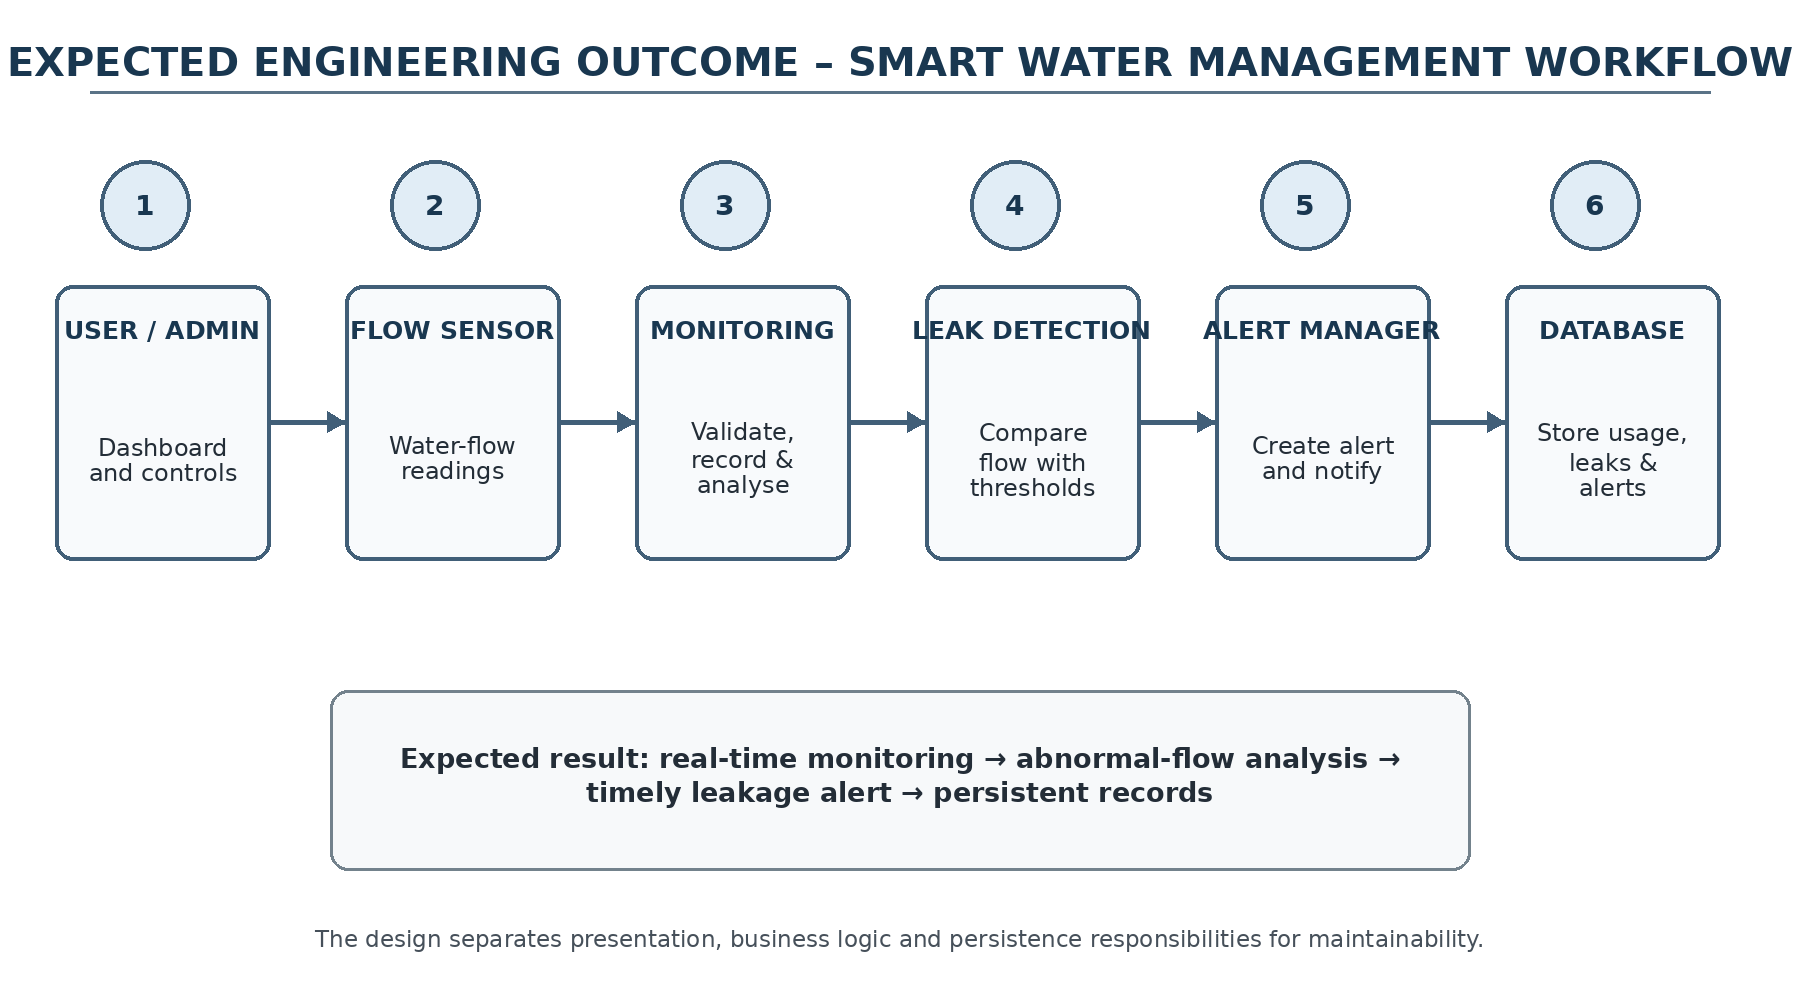 EXPECTED ENGINEERING OUTCOME – SMART WATER MANAGEMENT WORKFLOW
1
2
3
4
5
6
USER / ADMIN
Dashboard
and controls
FLOW SENSOR
Water-flow
readings
MONITORING
Validate,
record &
analyse
LEAK DETECTION
Compare
flow with
thresholds
ALERT MANAGER
Create alert
and notify
DATABASE
Store usage,
leaks &
alerts
Expected result: real-time monitoring → abnormal-flow analysis →
timely leakage alert → persistent records
The design separates presentation, business logic and persistence responsibilities for maintainability.